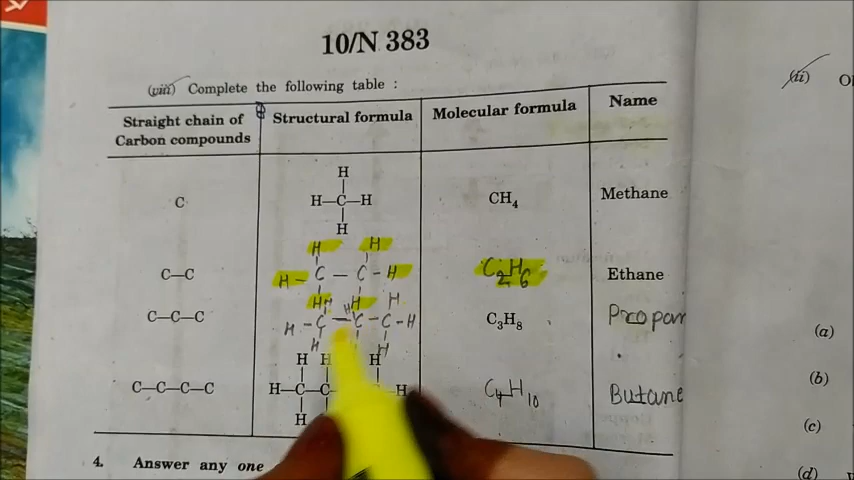 10/N 383
(viii) Complete the following table :
(ii) O
Straight chain of Carbon compounds
Structural formula
Molecular formula
Name
C
H
H—C—H
H
CH4
Methane
C—C
H H
H – C – C – H
H H
C2H6
Ethane
C—C—C
H H H
H – C – C – C – H
H H
C3H8
Propan
C—C—C—C
H H H
H—C—C H
H
C4H10
Butane
(a)
(b)
(c)
(d)
4. Answer any one